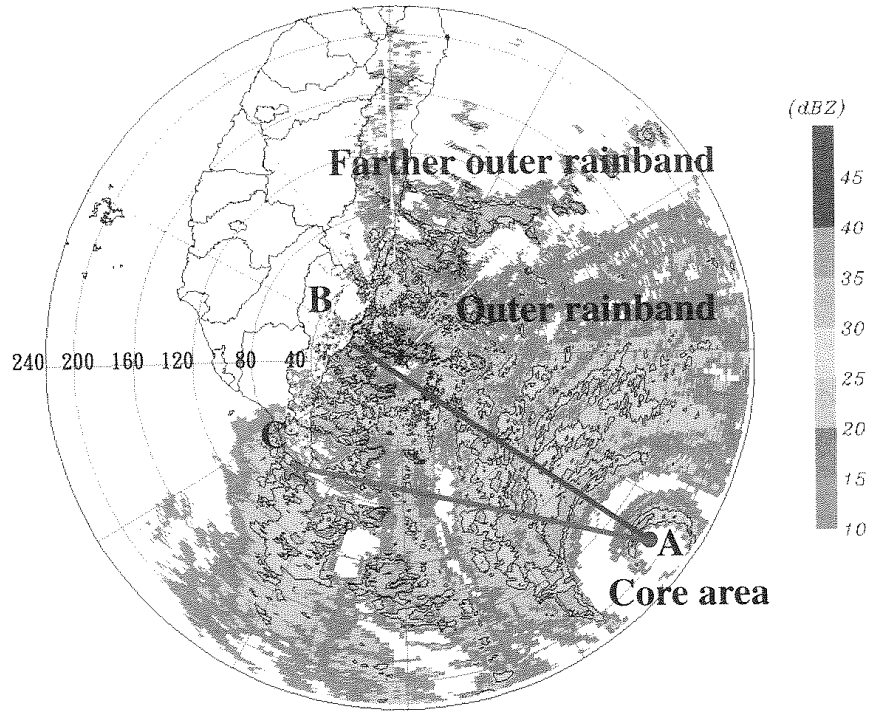 (dBZ)
45
40
35
30
25
20
15
10
Farther outer rainband
B
Outer rainband
240 200 160 120 80 40
C
A
Core area